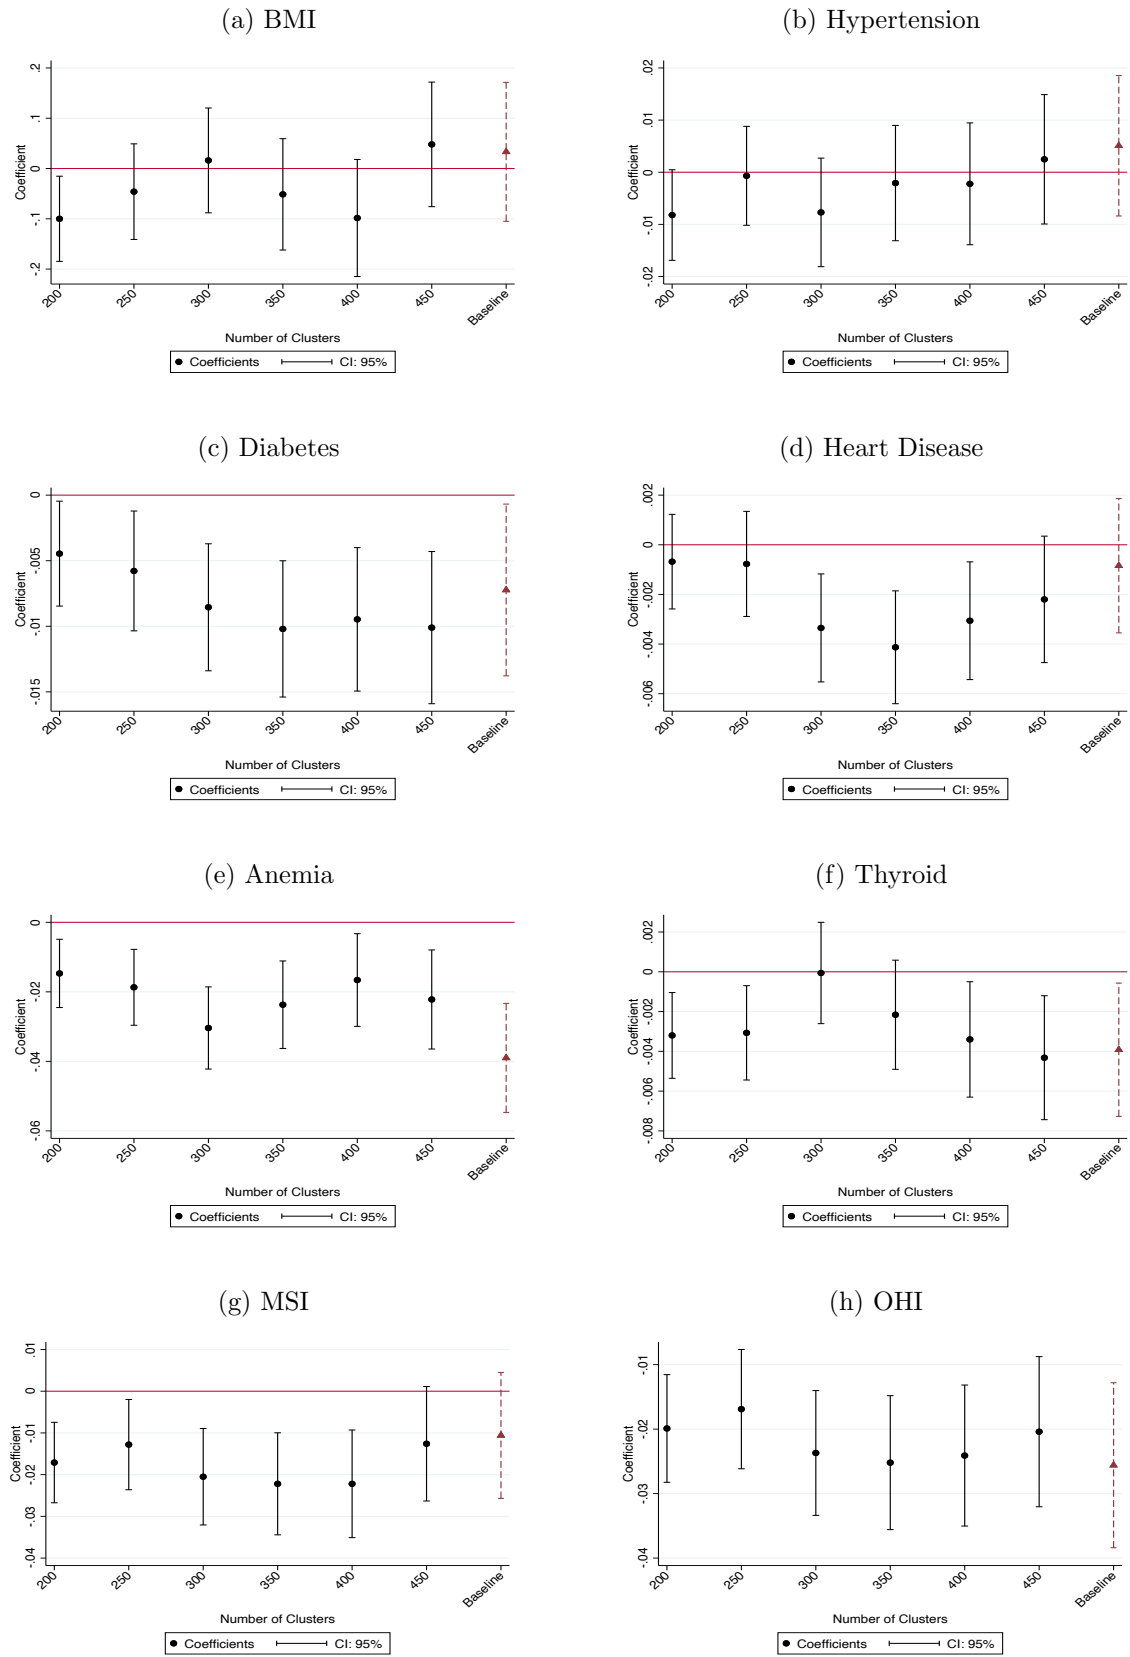 (a) BMI
.2
.1
0
-.1
-.2
Coefficient
200
250
300
350
400
450
Baseline
Number of Clusters
Coefficients
CI: 95%
(b) Hypertension
.02
.01
0
-.01
-.02
Coefficient
200
250
300
350
400
450
Baseline
Number of Clusters
Coefficients
CI: 95%
(c) Diabetes
0
-.005
-.01
-.015
Coefficient
200
250
300
350
400
450
Baseline
Number of Clusters
Coefficients
CI: 95%
(d) Heart Disease
.002
0
-.002
-.004
-.006
Coefficient
200
250
300
350
400
450
Baseline
Number of Clusters
Coefficients
CI: 95%
(e) Anemia
0
-.02
-.04
-.06
Coefficient
200
250
300
350
400
450
Baseline
Number of Clusters
Coefficients
CI: 95%
(f) Thyroid
.002
0
-.002
-.004
-.006
-.008
Coefficient
200
250
300
350
400
450
Baseline
Number of Clusters
Coefficients
CI: 95%
(g) MSI
.01
0
-.01
-.02
-.03
-.04
Coefficient
200
250
300
350
400
450
Baseline
Number of Clusters
Coefficients
CI: 95%
(h) OHI
-.01
-.02
-.03
-.04
Coefficient
200
250
300
350
400
450
Baseline
Number of Clusters
Coefficients
CI: 95%